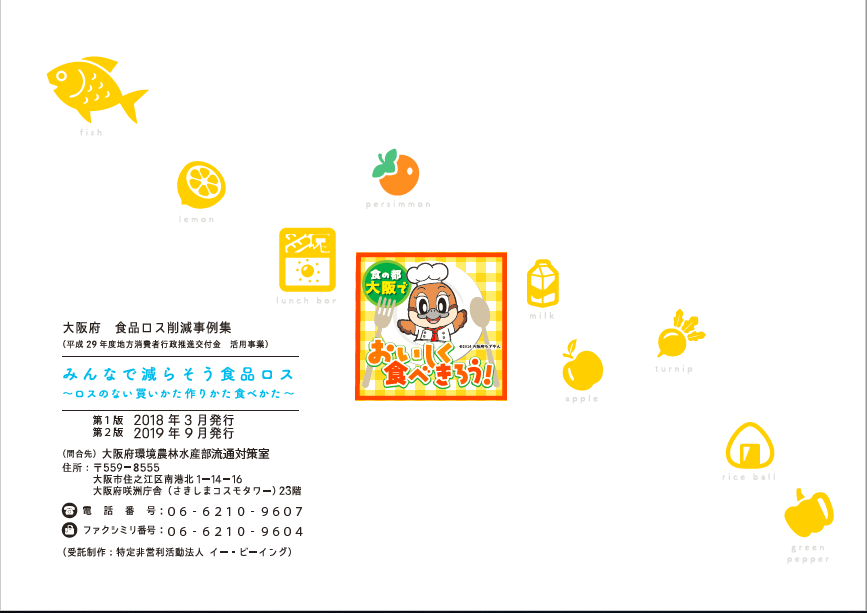 fish
lemon
persimmon
lunch bor
食の都
大阪で
おいしく
食べきろう!
milk
apple
turnip
rice ball
green
pepper
大阪府 食品ロス削減事例集
(平成 29 年度地方消費者行政推進交付金 活用事業)
みんなで減らそう食品ロス
～ロスのない買いかた作りかた食べかた～
第1版 2018 年 3 月発行
第2版 2019 年 9 月発行
(問合先) 大阪府環境農林水産部流通対策室
住所：〒559−8555
大阪市住之江区南港北 1−14−16
大阪府咲洲庁舎（さきしまコスモタワー）23階
電話番号：06-6210-9607
ファクシミリ番号：06-6210-9604
(受託制作：特定非営利活動法人 イー・ビーイング)